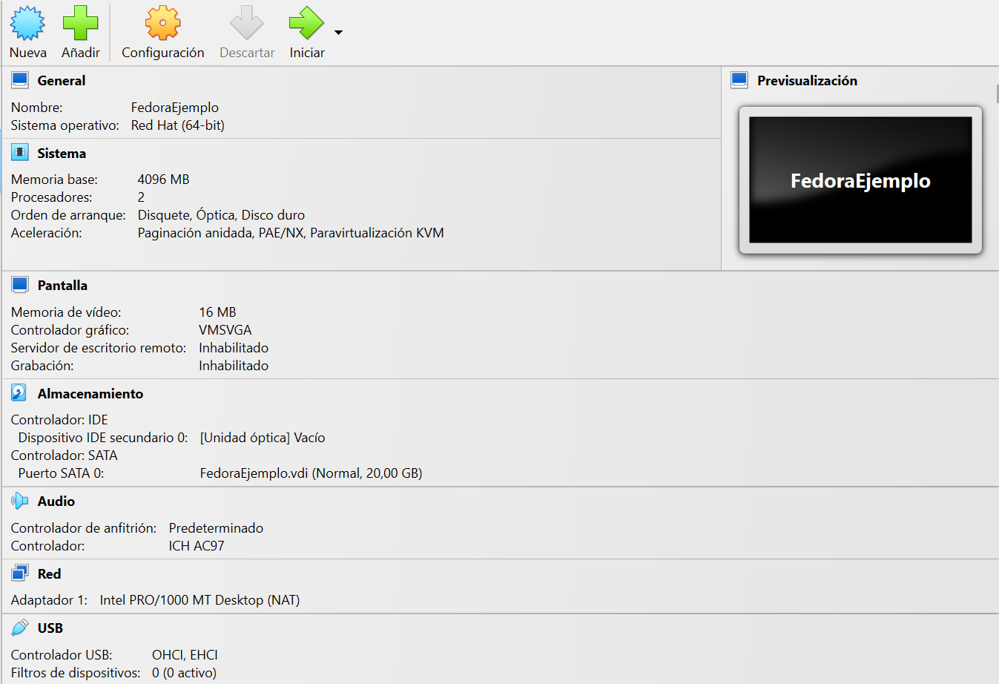 Nueva Añadir Configuración Descartar Iniciar
General
Nombre: FedoraEjemplo
Sistema operativo: Red Hat (64-bit)
Previsualización
FedoraEjemplo
Sistema
Memoria base: 4096 MB
Procesadores: 2
Orden de arranque: Disquete, Óptica, Disco duro
Aceleración: Paginación anidada, PAE/NX, Paravirtualización KVM
Pantalla
Memoria de vídeo: 16 MB
Controlador gráfico: VMSVGA
Servidor de escritorio remoto: Inhabilitado
Grabación: Inhabilitado
Almacenamiento
Controlador: IDE
Dispositivo IDE secundario 0: [Unidad óptica] Vacío
Controlador: SATA
Puerto SATA 0: FedoraEjemplo.vdi (Normal, 20,00 GB)
Audio
Controlador de anfitrión: Predeterminado
Controlador: ICH AC97
Red
Adaptador 1: Intel PRO/1000 MT Desktop (NAT)
USB
Controlador USB: OHCI, EHCI
Filtros de dispositivos: 0 (0 activo)